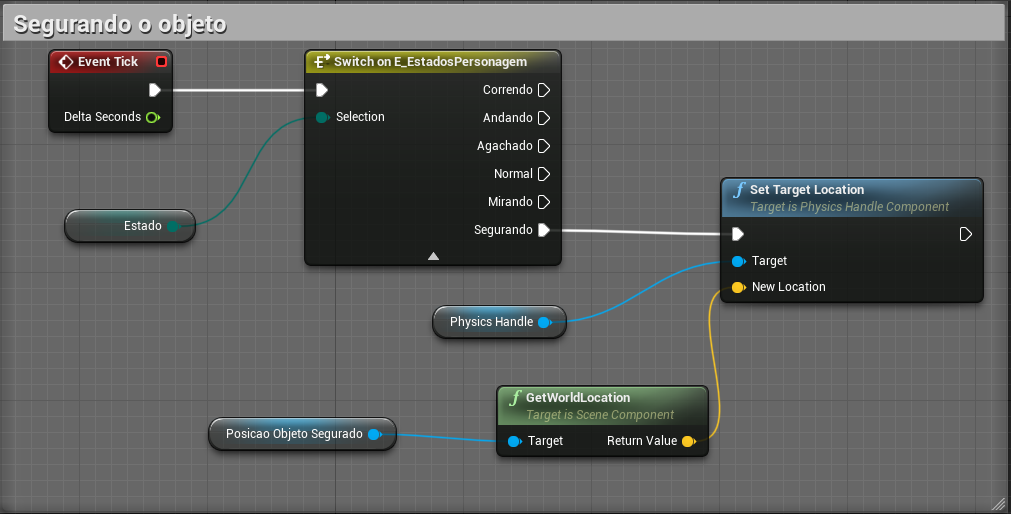 Segurando o objeto
Event Tick
Delta Seconds
Switch on E_EstadosPersonagem
Correndo
Selection
Andando
Agachado
Normal
Mirando
Segurando
Estado
Set Target Location
Target is Physics Handle Component
Target
New Location
Physics Handle
GetWorldLocation
Target is Scene Component
Target
Return Value
Posicao Objeto Segurado